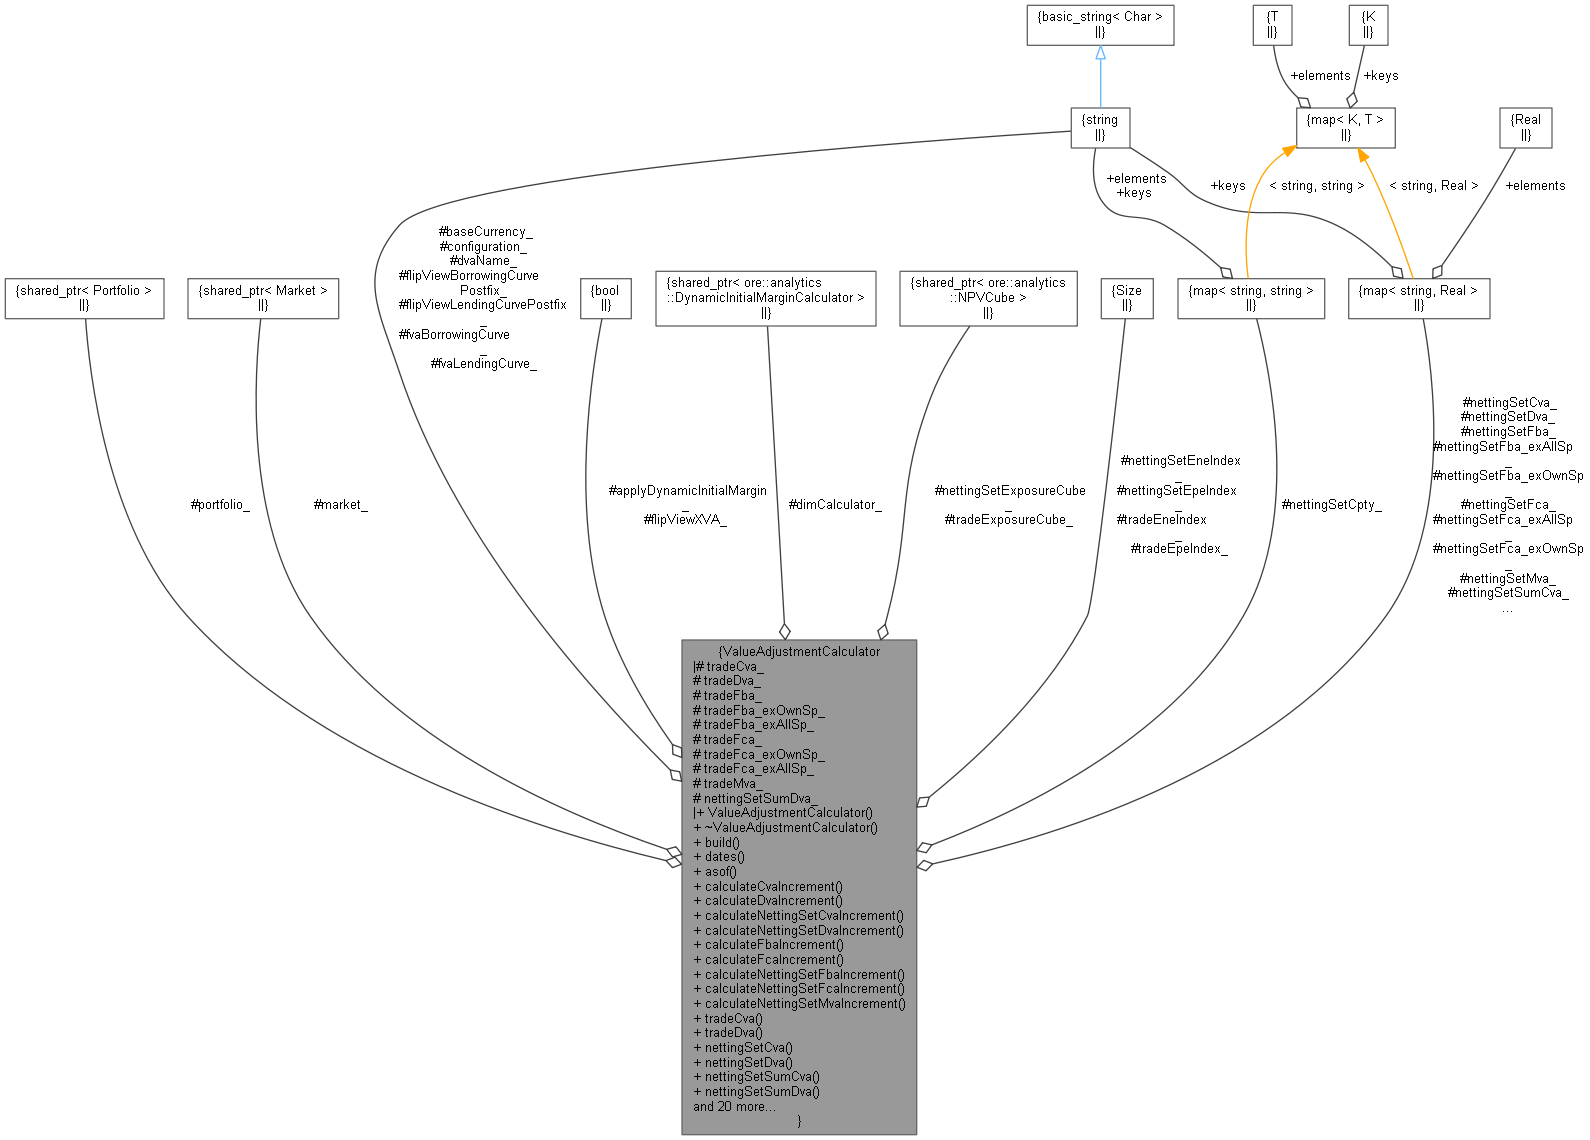 {basic_string< Char >
||}
{T
||}
{K
||}
+elements
+keys
{string
||}
{map< K, T >
||}
{Real
||}
+elements
+keys
+keys
< string, string >
< string, Real >
+elements
#baseCurrency_
#configuration_
#dvaName_
#flipViewBorrowingCurve
Postfix_
#flipViewLendingCurvePostfix
_
#fvaBorrowingCurve
_
#fvaLendingCurve_
{shared_ptr< Portfolio >
||}
{shared_ptr< Market >
||}
{bool
||}
{shared_ptr< ore::analytics
::DynamicInitialMarginCalculator >
||}
{shared_ptr< ore::analytics
::NPVCube >
||}
{Size
||}
{map< string, string >
||}
{map< string, Real >
||}
#portfolio_
#market_
#applyDynamicInitialMargin
_
#flipViewXVA_
#dimCalculator_
#nettingSetExposureCube
_
#tradeExposureCube_
#nettingSetEneIndex
_
#nettingSetEpeIndex
_
#tradeEneIndex
_
#tradeEpeIndex_
#nettingSetCpty_
#nettingSetCva_
#nettingSetDva_
#nettingSetFba_
#nettingSetFba_exAllSp
_
#nettingSetFba_exOwnSp
_
#nettingSetFca_
#nettingSetFca_exAllSp
_
#nettingSetFca_exOwnSp
_
#nettingSetMva_
#nettingSetSumCva_
...
{ValueAdjustmentCalculator
|# tradeCva_
# tradeDva_
# tradeFba_
# tradeFba_exOwnSp_
# tradeFba_exAllSp_
# tradeFca_
# tradeFca_exOwnSp_
# tradeFca_exAllSp_
# tradeMva_
# nettingSetSumDva_
|+ ValueAdjustmentCalculator()
+ ~ValueAdjustmentCalculator()
+ build()
+ dates()
+ asof()
+ calculateCvaIncrement()
+ calculateDvaIncrement()
+ calculateNettingSetCvaIncrement()
+ calculateNettingSetDvaIncrement()
+ calculateFbaIncrement()
+ calculateFcaIncrement()
+ calculateNettingSetFbaIncrement()
+ calculateNettingSetFcaIncrement()
+ calculateNettingSetMvaIncrement()
+ tradeCva()
+ tradeDva()
+ nettingSetCva()
+ nettingSetDva()
+ nettingSetSumCva()
+ nettingSetSumDva()
and 20 more...
}